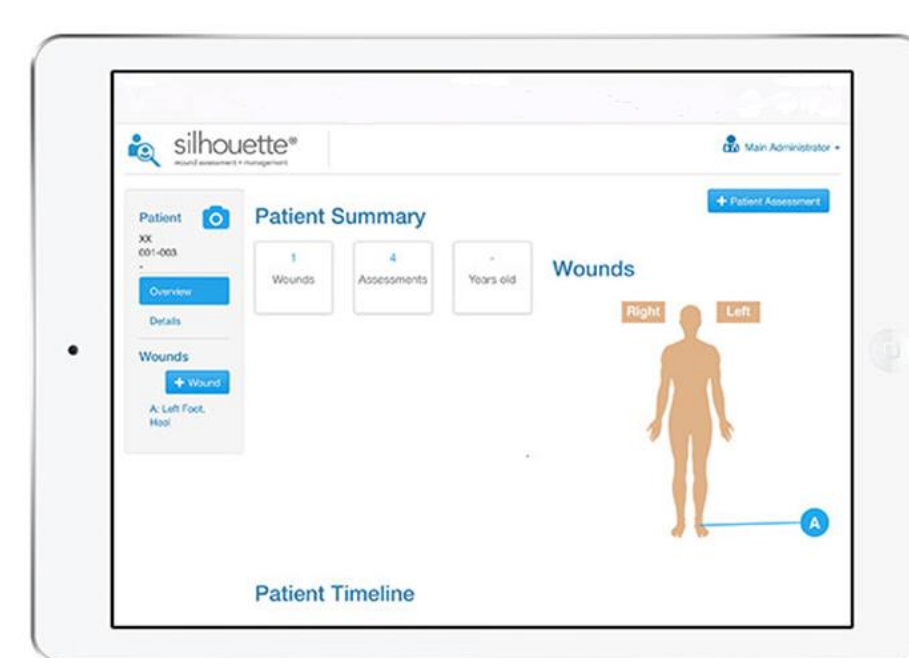 silhouette®
wound assessment + management
Main Administrator
+ Patient Assessment
Patient
XX
001-003
-
Overview
Details
Wounds
+ Wound
A: Left Foot,
Heel
Patient Summary
1
Wounds
4
Assessments
-
Years old
Wounds
Right
Left
A
Patient Timeline